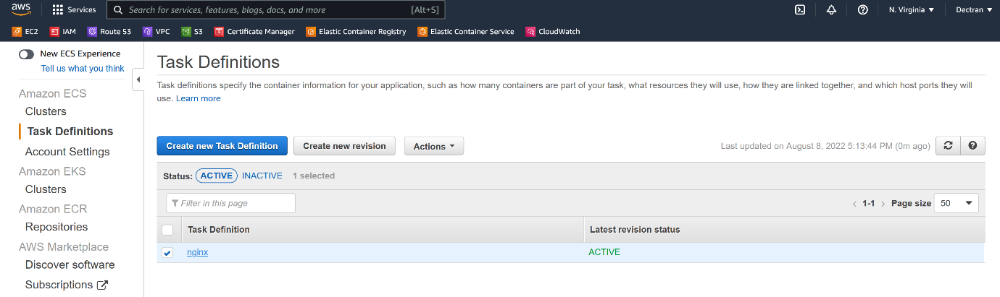 aws Services Search for services, features, blogs, docs, and more [Alt+S] N. Virginia Dectran
EC2 IAM Route 53 VPC S3 Certificate Manager Elastic Container Registry Elastic Container Service CloudWatch
New ECS Experience
Tell us what you think
Amazon ECS
Clusters
Task Definitions
Account Settings
Amazon EKS
Clusters
Amazon ECR
Repositories
AWS Marketplace
Discover software
Subscriptions
Task Definitions
Task definitions specify the container information for your application, such as how many containers are part of your task, what resources they will use, how they are linked together, and which host ports they will
use. Learn more
Create new Task Definition Create new revision Actions Last updated on August 8, 2022 5:13:44 PM (0m ago)
Status: ACTIVE INACTIVE 1 selected
Filter in this page < 1-1 > Page size 50
Task Definition Latest revision status
nginx ACTIVE